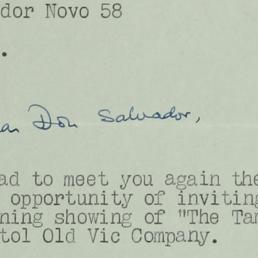 dor Novo 58
.
an Don Salvador,
ad to meet you again the
opportunity of inviting
ning showing of "The Tam
tol Old Vic Company.